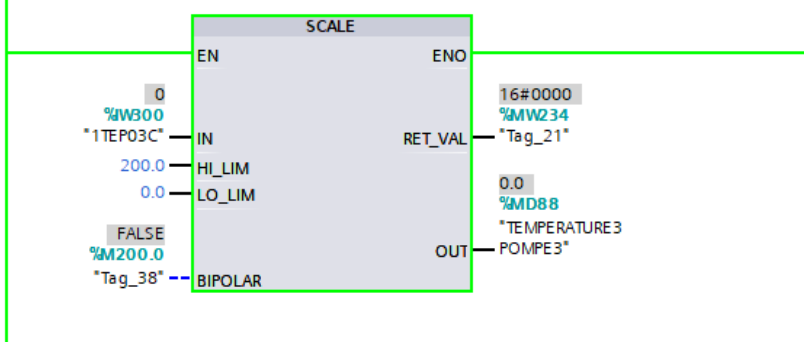 SCALE
EN
ENO
0
%IW300
"1TEP03C"
IN
16#0000
%MW234
RET_VAL
"Tag_21"
200.0
HI_LIM
0.0
LO_LIM
0.0
%MD88
"TEMPERATURE3
POMPE3"
OUT
FALSE
%M200.0
"Tag_38"
BIPOLAR